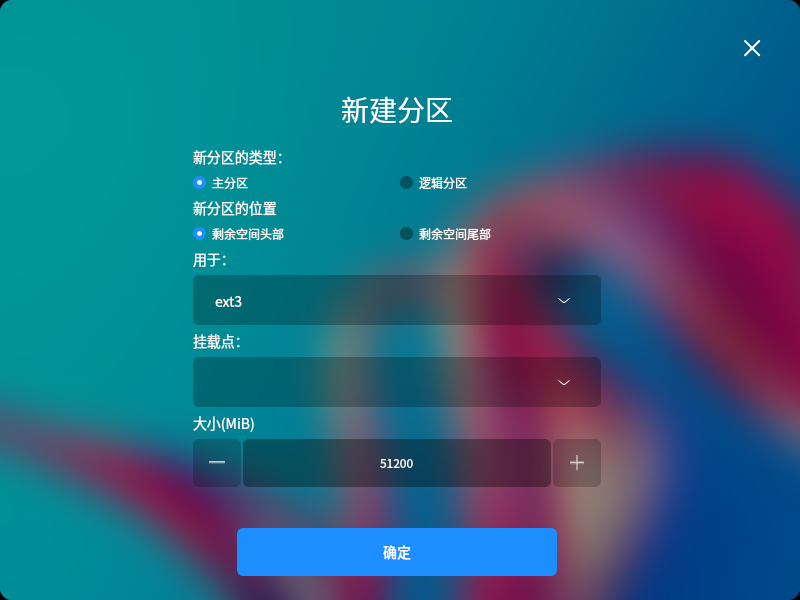 新建分区
新分区的类型：
主分区 逻辑分区
新分区的位置
剩余空间头部 剩余空间尾部
用于：
ext3
挂载点：
大小(MiB)
51200
确定